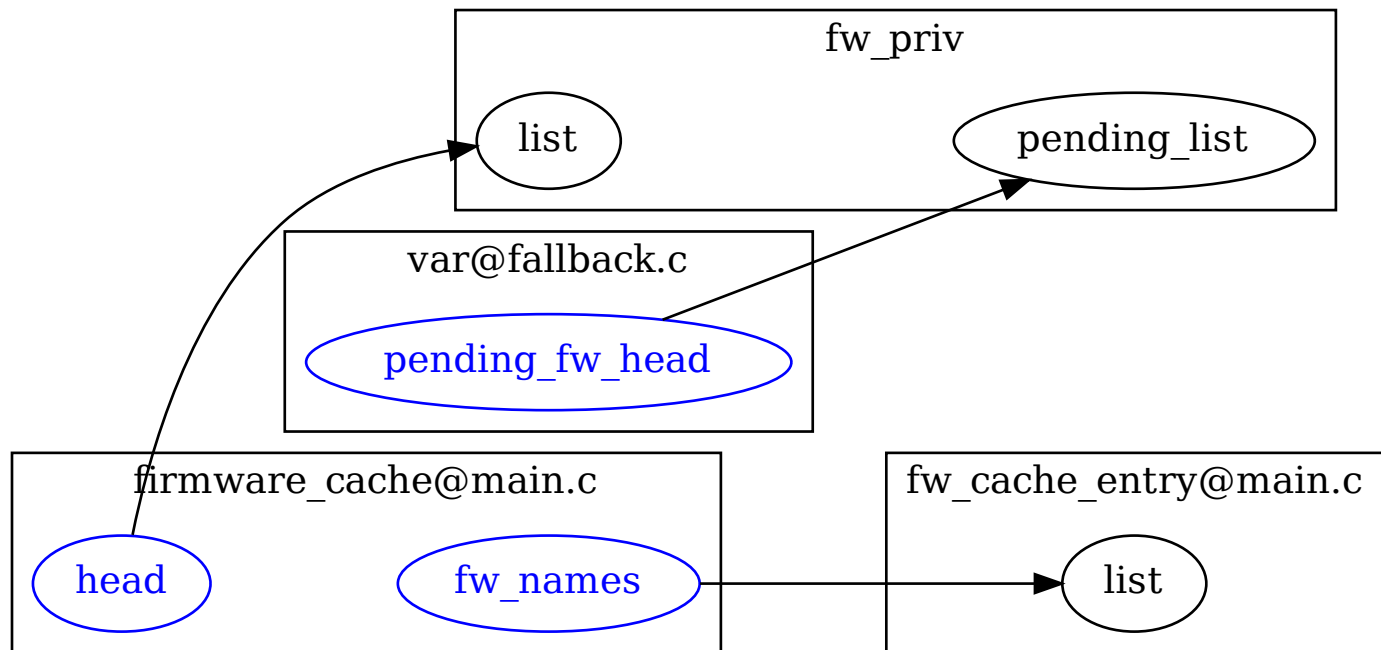 fw_priv
list
pending_list
var@fallback.c
pending_fw_head
firmware_cache@main.c
head
fw_names
fw_cache_entry@main.c
list